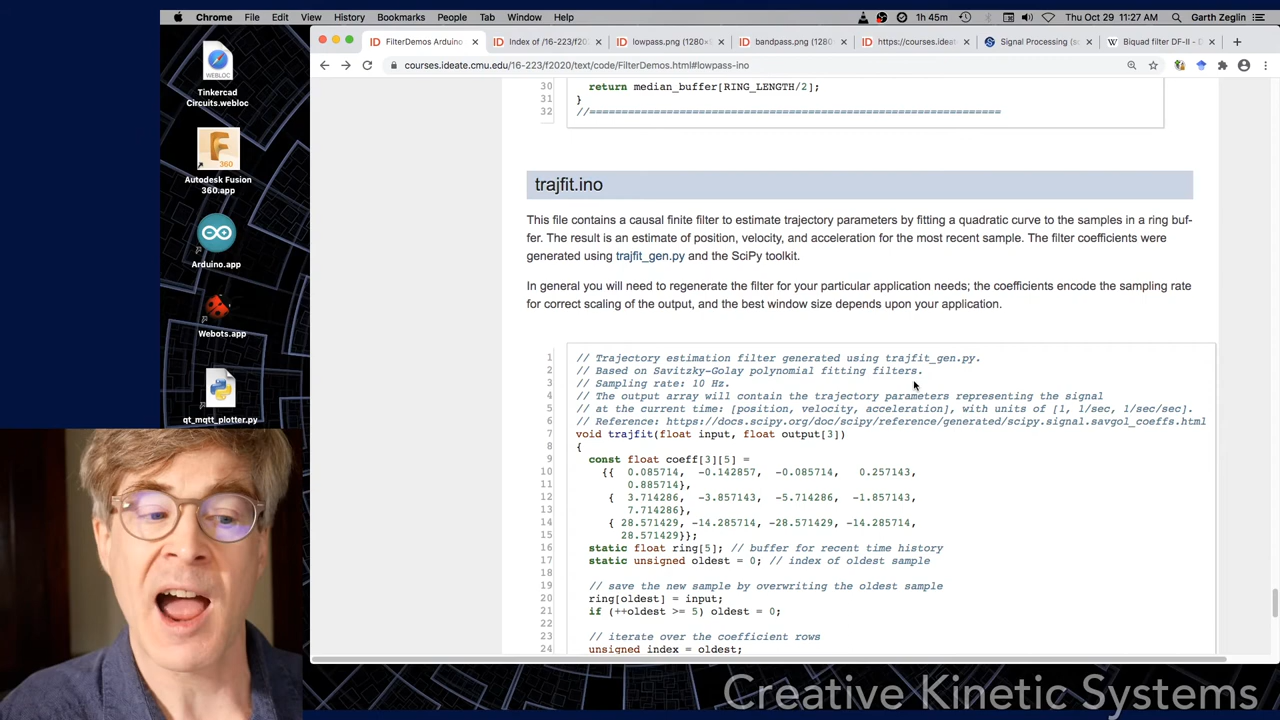 Chrome File Edit View History Bookmarks People Tab Window Help
1h 45m Thu Oct 29 11:27 AM Garth Zeglin
FilterDemos Arduino
Index of /16-223/f20
lowpass.png (1280×
bandpass.png (1280
https://courses.ideat
Signal Processing (sc
Biquad filter DF-II - D
courses.ideate.cmu.edu/16-223/f2020/text/code/FilterDemos.html#lowpass-ino
Tinkercad
Circuits.webloc
WEBLOC
Autodesk Fusion
360.app
360
Arduino.app
Webots.app
qt_mqtt_plotter.py
30 return median_buffer[RING_LENGTH/2];
31 }
32 //================================================================
trajfit.ino
This file contains a causal finite filter to estimate trajectory parameters by fitting a quadratic curve to the samples in a ring buf-
fer. The result is an estimate of position, velocity, and acceleration for the most recent sample. The filter coefficients were
generated using trajfit_gen.py and the SciPy toolkit.
In general you will need to regenerate the filter for your particular application needs; the coefficients encode the sampling rate
for correct scaling of the output, and the best window size depends upon your application.
1 // Trajectory estimation filter generated using trajfit_gen.py.
2 // Based on Savitzky-Golay polynomial fitting filters.
3 // Sampling rate: 10 Hz.
4 // The output array will contain the trajectory parameters representing the signal
5 // at the current time: [position, velocity, acceleration], with units of [1, 1/sec, 1/sec/sec].
6 // Reference: https://docs.scipy.org/doc/scipy/reference/generated/scipy.signal.savgol_coeffs.html
7 void trajfit(float input, float output[3])
8 {
9 const float coeff[3][5] =
10 {{ 0.085714, -0.142857, -0.085714, 0.257143,
11 0.885714},
12 { 3.714286, -3.857143, -5.714286, -1.857143,
13 7.714286},
14 { 28.571429, -14.285714, -28.571429, -14.285714,
15 28.571429}};
16 static float ring[5]; // buffer for recent time history
17 static unsigned oldest = 0; // index of oldest sample
18
19 // save the new sample by overwriting the oldest sample
20 ring[oldest] = input;
21 if (++oldest >= 5) oldest = 0;
22
23 // iterate over the coefficient rows
24 unsigned index = oldest;
Creative Kinetic Systems